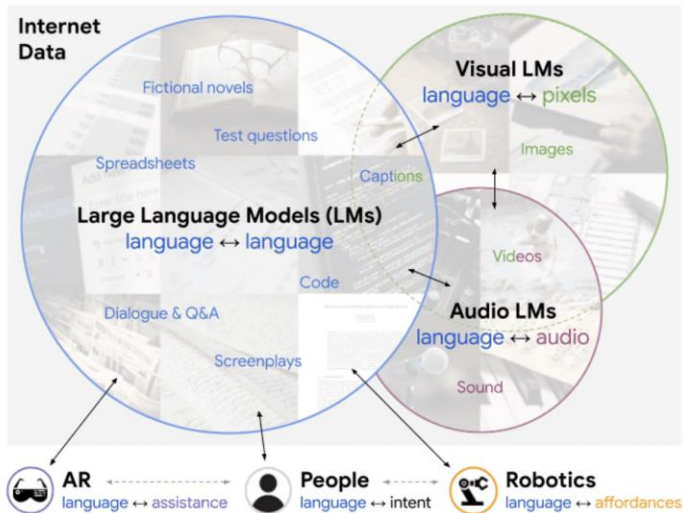 Internet
Data
Visual LMs
language ↔ pixels
Fictional novels
Test questions
Images
Spreadsheets
Captions
Large Language Models (LMs)
language ↔ language
Videos
Code
Dialogue & Q&A
Audio LMs
language ↔ audio
Screenplays
Sound
AR
language ↔ assistance
People
language ↔ intent
Robotics
language ↔ affordances